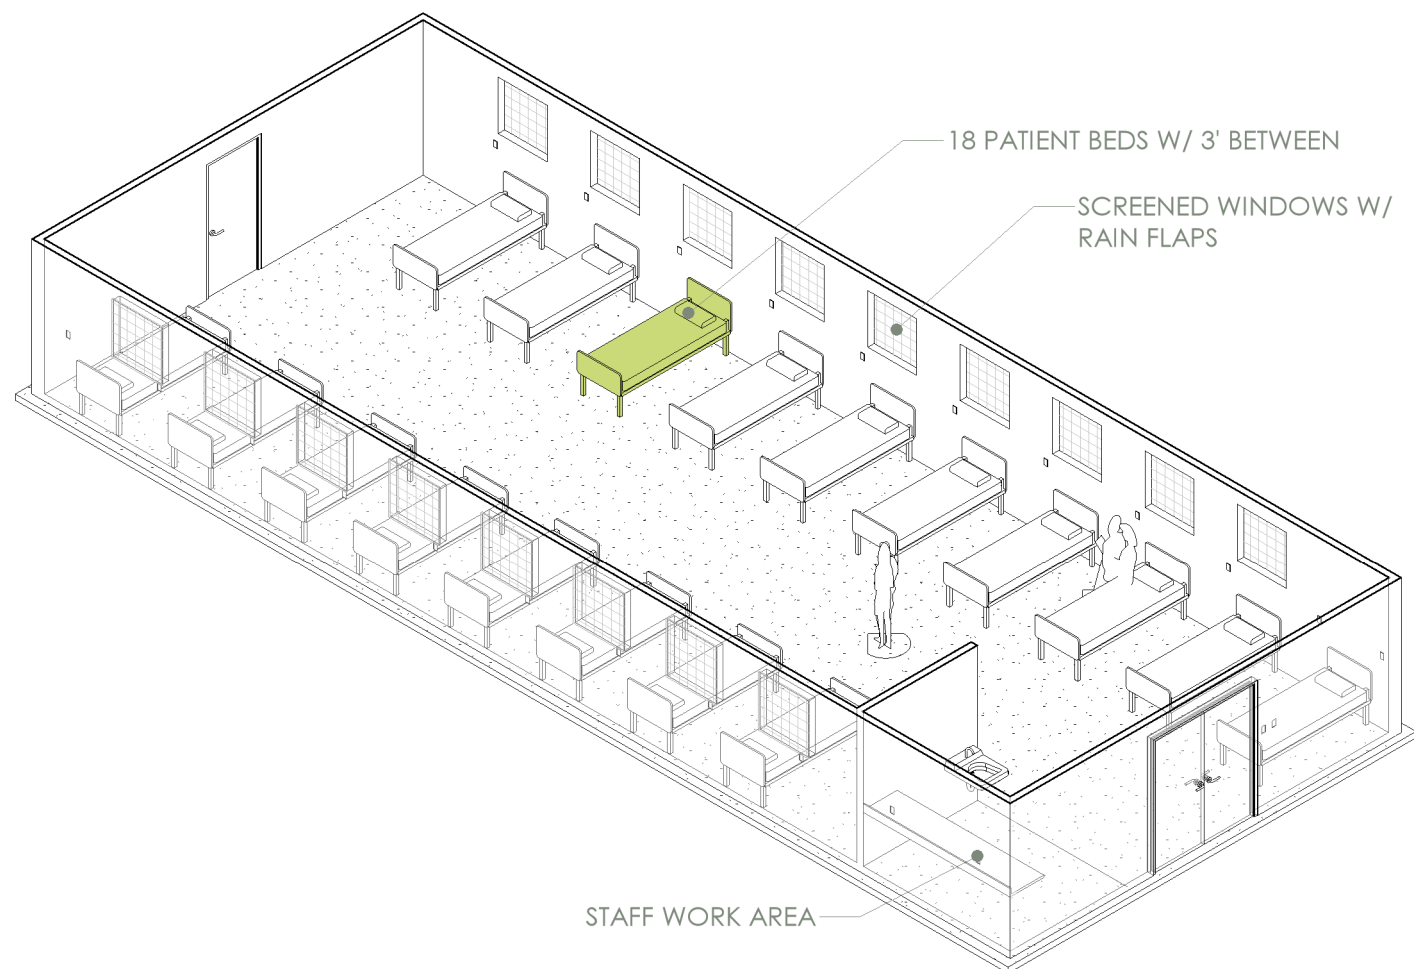 18 PATIENT BEDS W/ 3' BETWEEN
SCREENED WINDOWS W/
RAIN FLAPS
STAFF WORK AREA